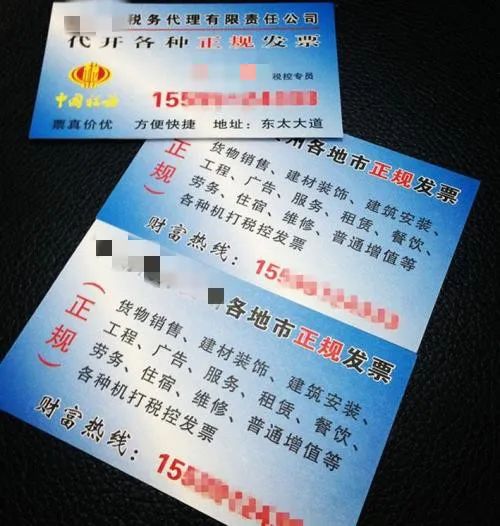 税务代理有限责任公司
代开各种正规发票
税控专员
中国税务
155
票真价优 方便快捷 地址：东太大道
州各地市正规发票
（正规）
货物销售、建材装饰、建筑安装、
工程、广告、服务、租赁、餐饮、
劳务、住宿、维修、普通增值等
各种机打税控发票
财富热线：155
各地市正规发票
（正规）
货物销售、建材装饰、建筑安装、
工程、广告、服务、租赁、餐饮、
劳务、住宿、维修、普通增值等
各种机打税控发票
财富热线：155